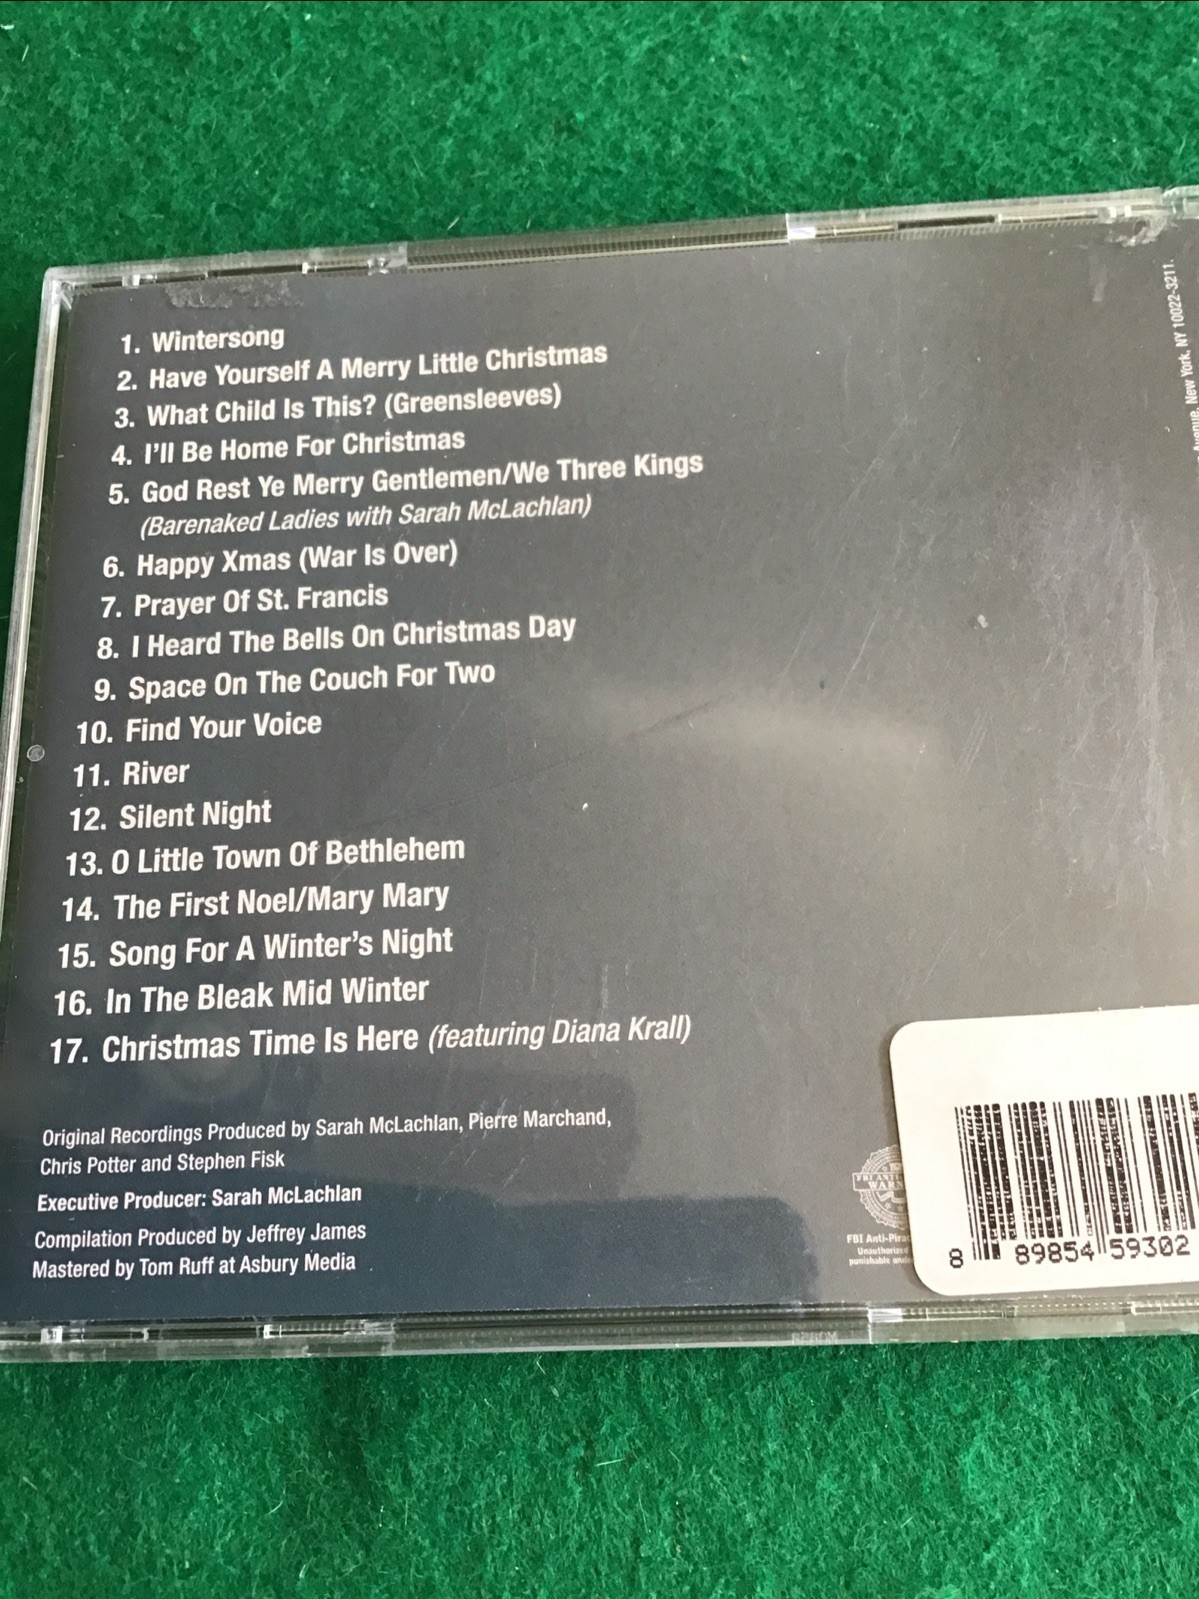 1. Wintersong
2. Have Yourself A Merry Little Christmas
3. What Child Is This? (Greensleeves)
4. I'll Be Home For Christmas
5. God Rest Ye Merry Gentlemen/We Three Kings
(Barenaked Ladies with Sarah McLachlan)
6. Happy Xmas (War Is Over)
7. Prayer Of St. Francis
8. I Heard The Bells On Christmas Day
9. Space On The Couch For Two
10. Find Your Voice
11. River
12. Silent Night
13. O Little Town Of Bethlehem
14. The First Noel/Mary Mary
15. Song For A Winter's Night
16. In The Bleak Mid Winter
17. Christmas Time Is Here (featuring Diana Krall)
Original Recordings Produced by Sarah McLachlan, Pierre Marchand,
Chris Potter and Stephen Fisk
Executive Producer: Sarah McLachlan
Compilation Produced by Jeffrey James
Mastered by Tom Ruff at Asbury Media
Avenue, New York, NY 10022-3211.
FBI Anti-Pira
Unauthorized
punishable
8 89854 59302